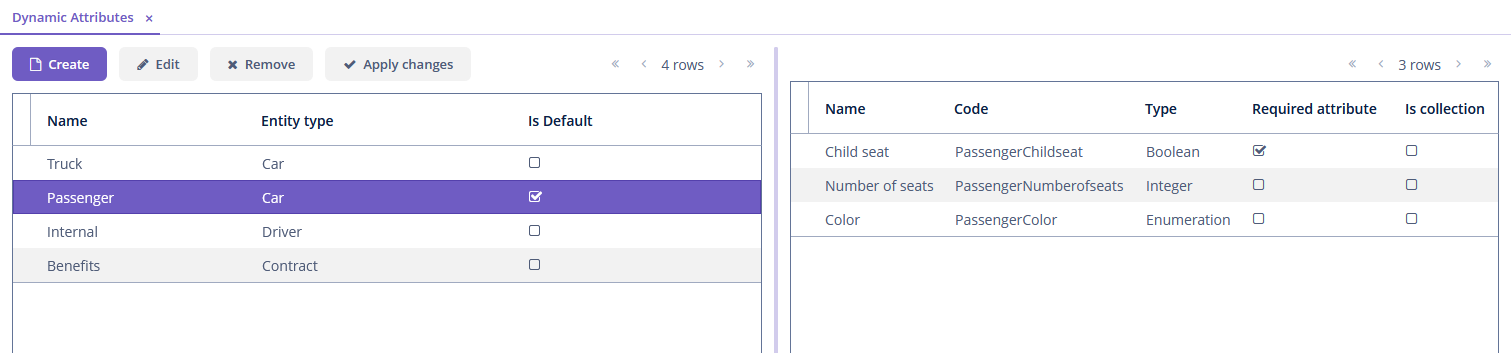 Dynamic Attributes ×
Create Edit Remove Apply changes « ‹ 4 rows › »
Name Entity type Is Default
Truck Car
Passenger Car
Internal Driver
Benefits Contract
« ‹ 3 rows › »
Name Code Type Required attribute Is collection
Child seat PassengerChildseat Boolean
Number of seats PassengerNumberofseats Integer
Color PassengerColor Enumeration